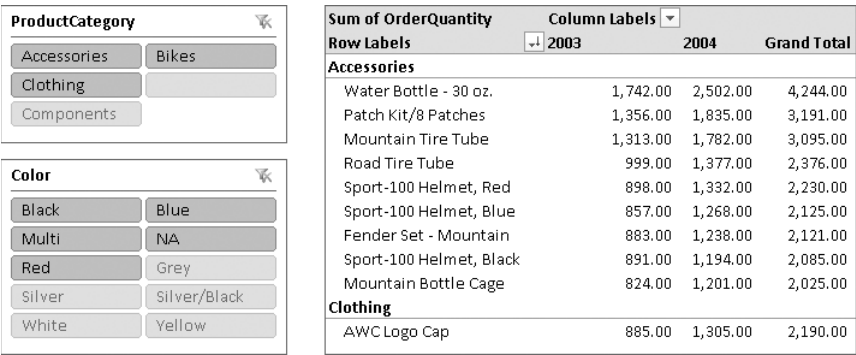 ProductCategory
Accessories Bikes
Clothing
Components
Color
Black Blue
Multi NA
Red Grey
Silver Silver/Black
White Yellow
Sum of OrderQuantity Column Labels
Row Labels 2003 2004 Grand Total
Accessories
Water Bottle - 30 oz. 1,742.00 2,502.00 4,244.00
Patch Kit/8 Patches 1,356.00 1,835.00 3,191.00
Mountain Tire Tube 1,313.00 1,782.00 3,095.00
Road Tire Tube 999.00 1,377.00 2,376.00
Sport-100 Helmet, Red 898.00 1,332.00 2,230.00
Sport-100 Helmet, Blue 857.00 1,268.00 2,125.00
Fender Set - Mountain 883.00 1,238.00 2,121.00
Sport-100 Helmet, Black 891.00 1,194.00 2,085.00
Mountain Bottle Cage 824.00 1,201.00 2,025.00
Clothing
AWC Logo Cap 885.00 1,305.00 2,190.00